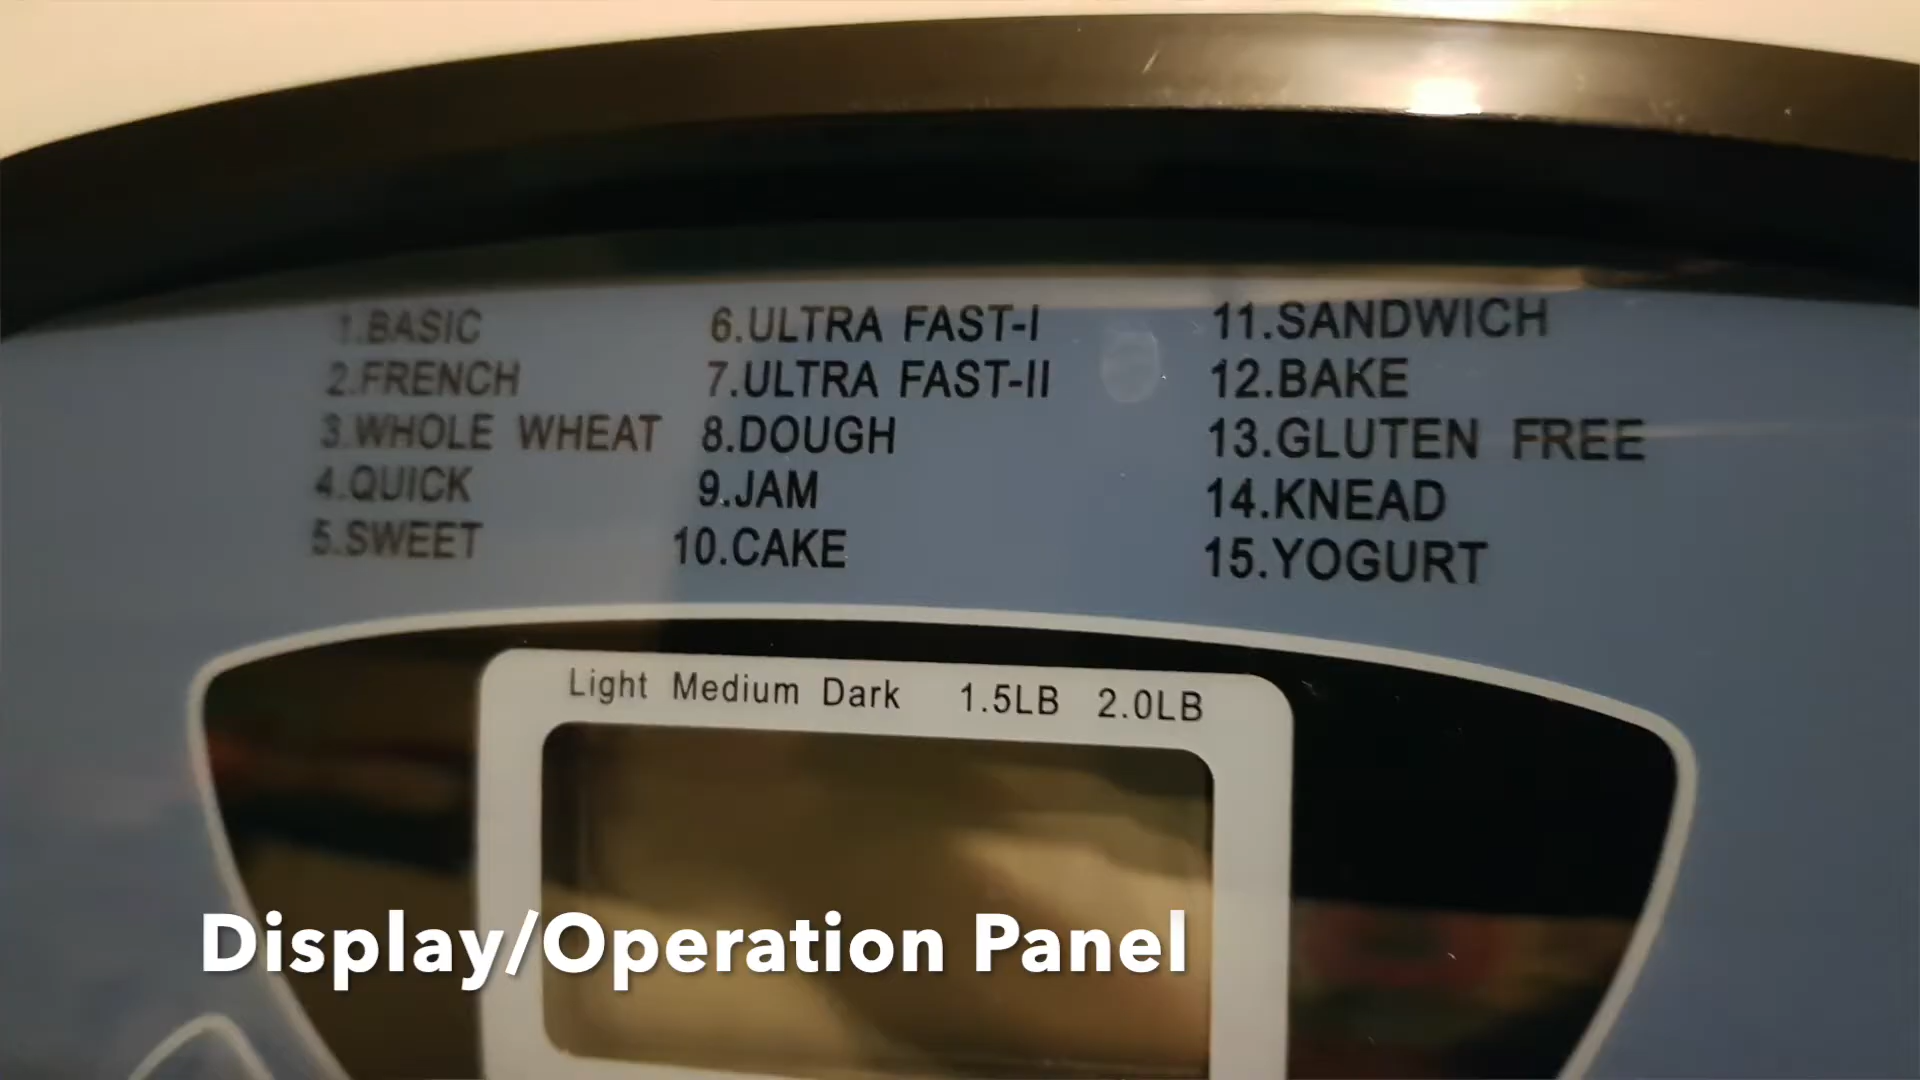 1.BASIC
2.FRENCH
3.WHOLE WHEAT
4.QUICK
5.SWEET
6.ULTRA FAST-I
7.ULTRA FAST-II
8.DOUGH
9.JAM
10.CAKE
11.SANDWICH
12.BAKE
13.GLUTEN FREE
14.KNEAD
15.YOGURT
Light Medium Dark 1.5LB 2.0LB
Display/Operation Panel